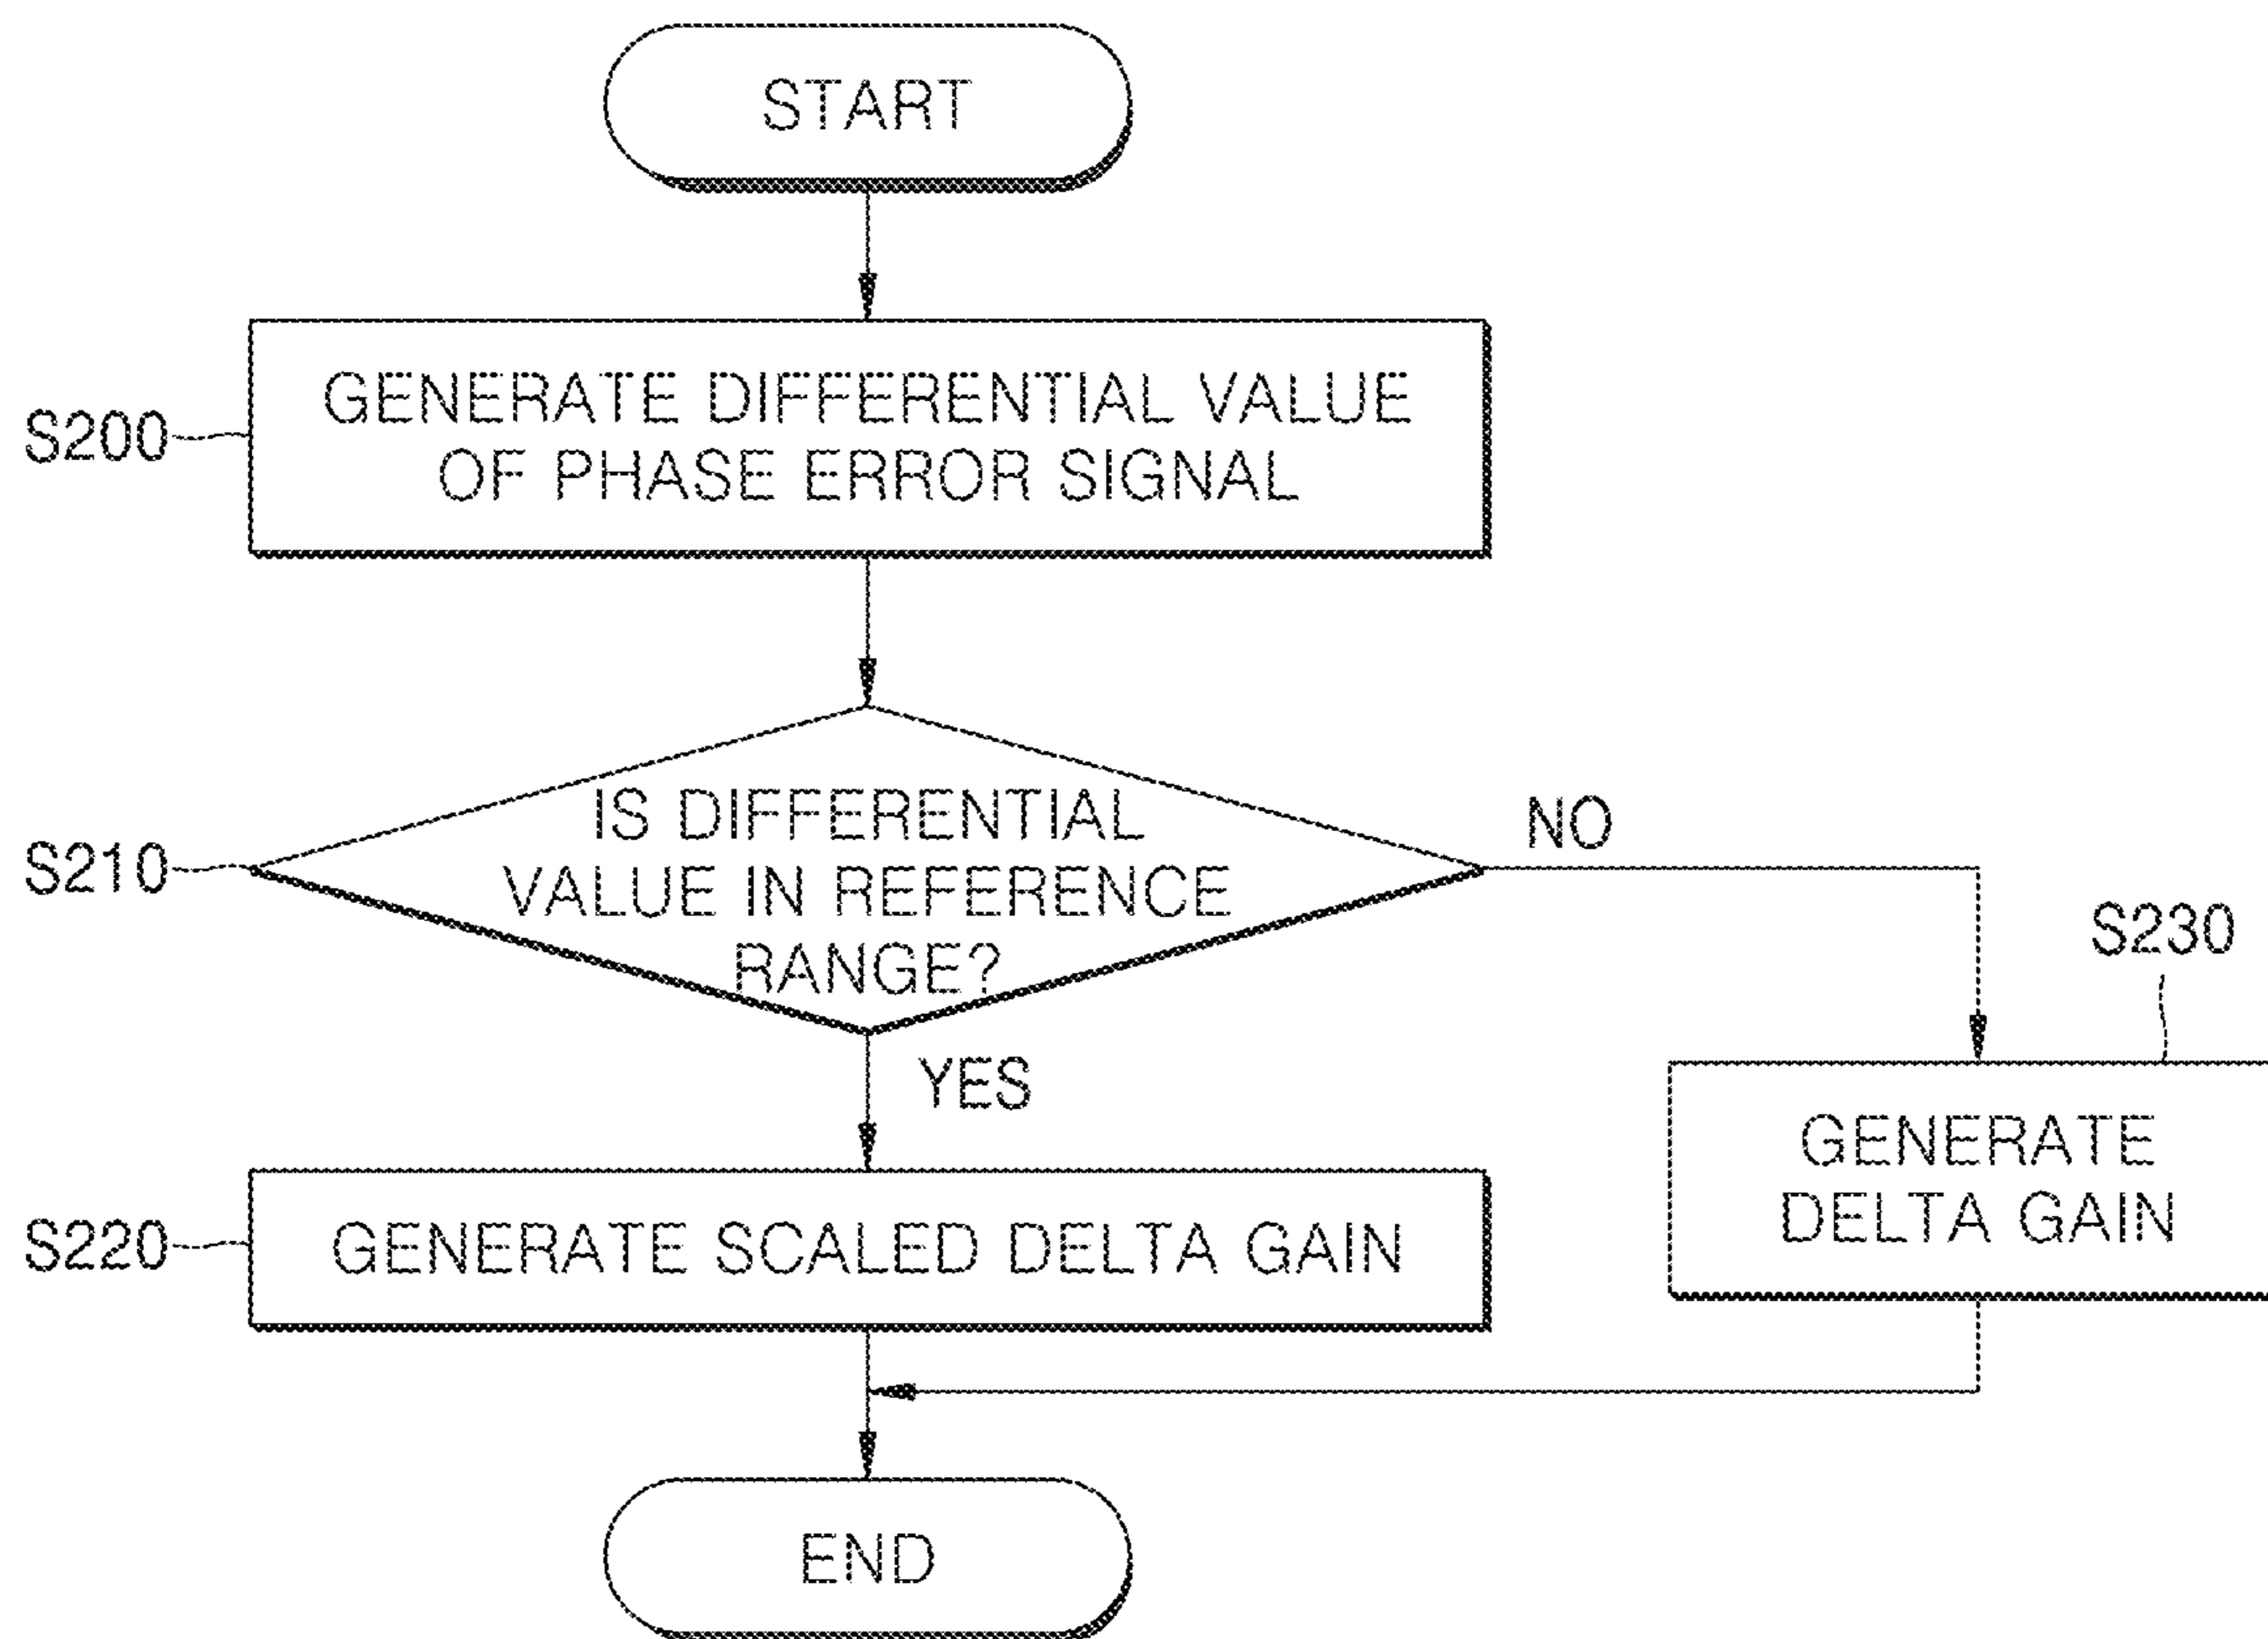 START
S200
GENERATE DIFFERENTIAL VALUE
OF PHASE ERROR SIGNAL
S210
IS DIFFERENTIAL
VALUE IN REFERENCE
RANGE?
NO
YES
S230
GENERATE
DELTA GAIN
S220
GENERATE SCALED DELTA GAIN
END